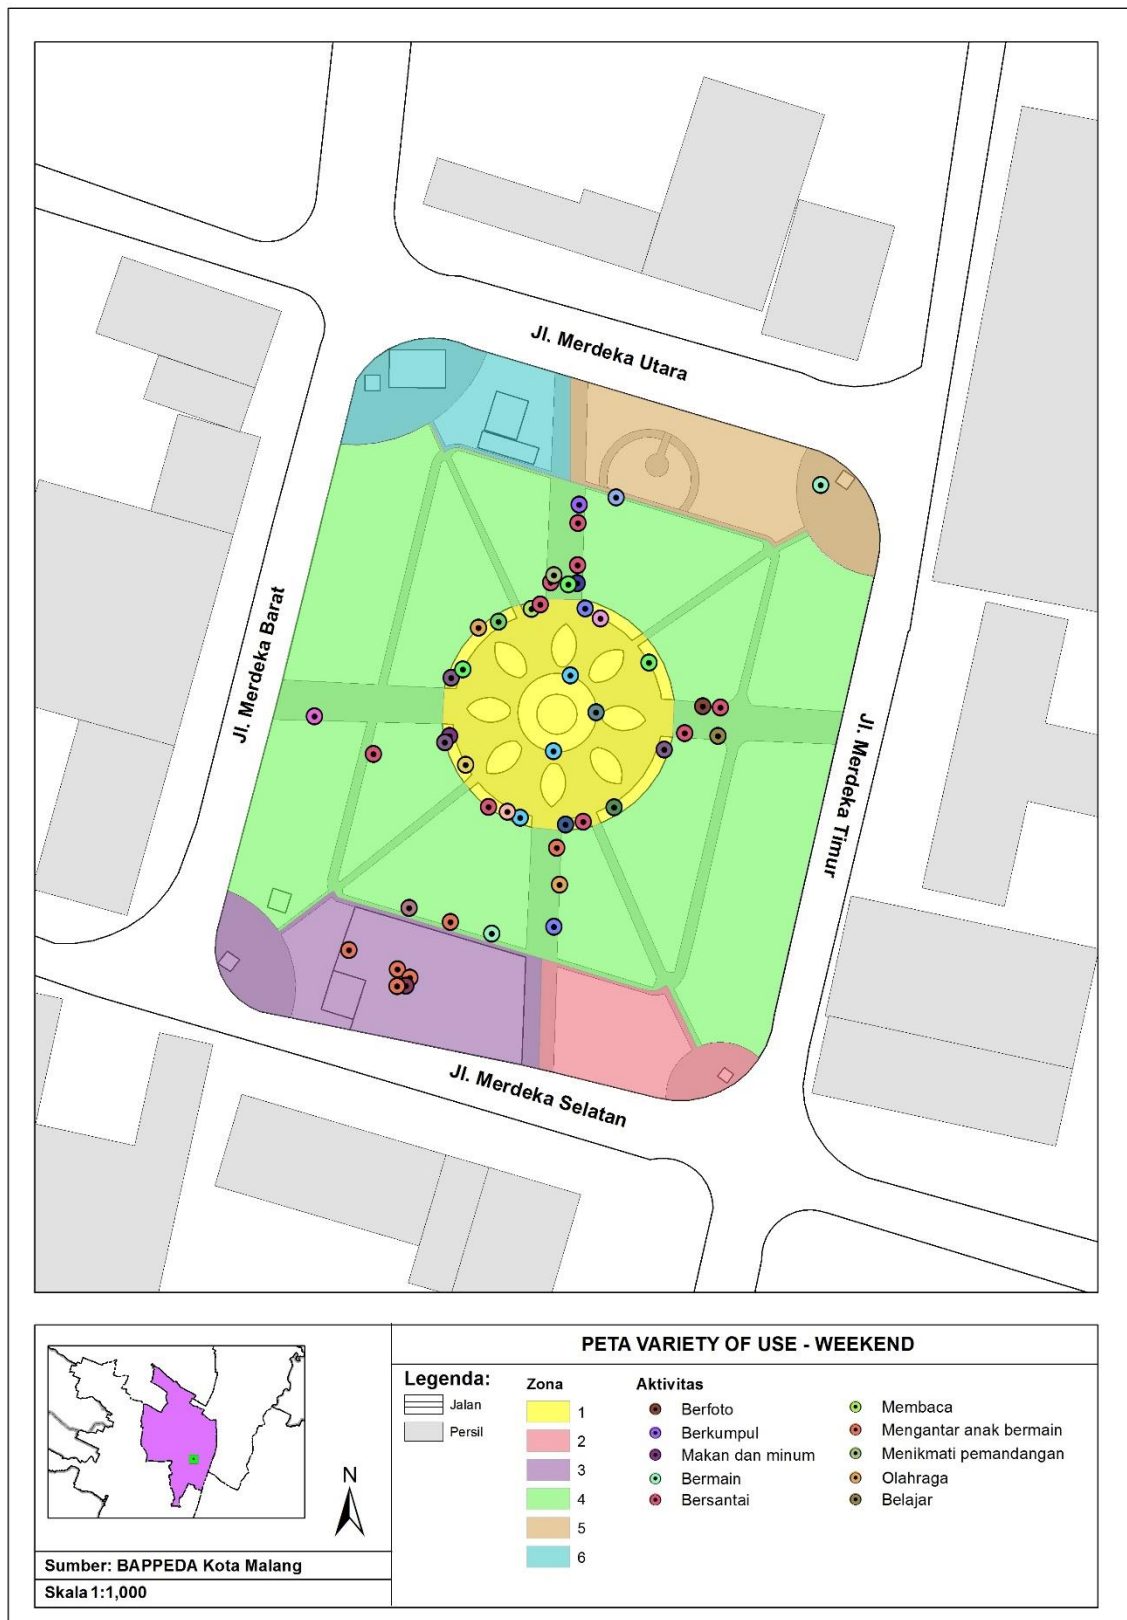 Jl. Merdeka Utara
Jl. Merdeka Barat
Jl. Merdeka Timur
Jl. Merdeka Selatan
PETA VARIETY OF USE - WEEKEND
Legenda:
Jalan
Persil
Zona
1
2
3
4
5
6
Aktivitas
Berfoto
Berkumpul
Makan dan minum
Bermain
Bersantai
Membaca
Mengantar anak bermain
Menikmati pemandangan
Olahraga
Belajar
N
Sumber: BAPPEDA Kota Malang
Skala 1:1,000